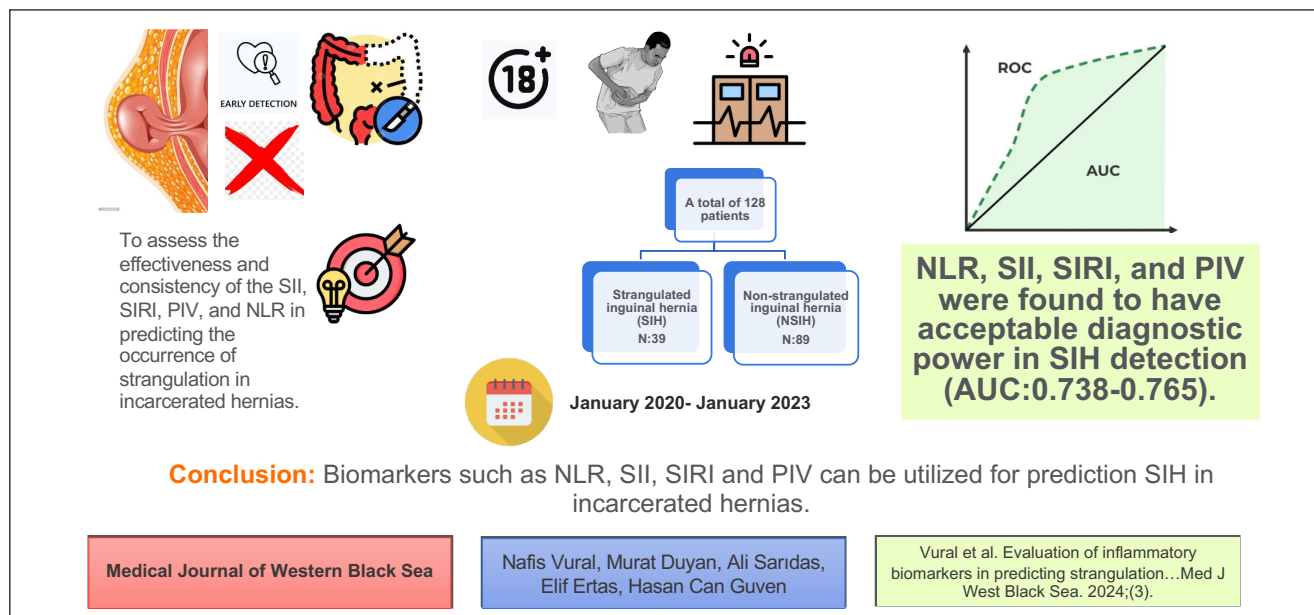 EARLY DETECTION
To assess the
effectiveness and
consistency of the SII,
SIRI, PIV, and NLR in
predicting the
occurrence of
strangulation in
incarcerated hernias.
18+
A total of 128
patients
Strangulated
inguinal hernia
(SIH)
N:39
Non-strangulated
inguinal hernia
(NSIH)
N:89
January 2020- January 2023
ROC
AUC
NLR, SII, SIRI, and PIV
were found to have
acceptable diagnostic
power in SIH detection
(AUC:0.738-0.765).
Conclusion: Biomarkers such as NLR, SII, SIRI and PIV can be utilized for prediction SIH in
incarcerated hernias.
Medical Journal of Western Black Sea
Nafis Vural, Murat Duyan, Ali Sarıdas,
Elif Ertas, Hasan Can Guven
Vural et al. Evaluation of inflammatory
biomarkers in predicting strangulation…Med J
West Black Sea. 2024;(3).